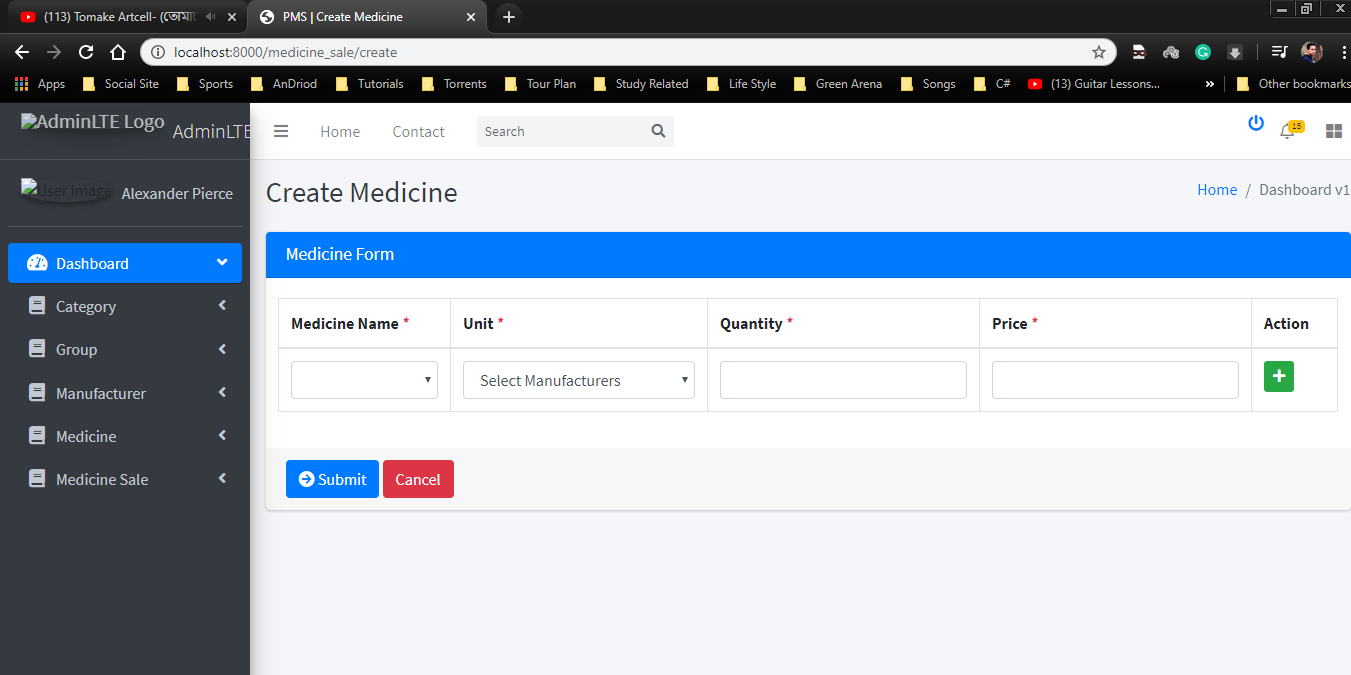 (113) Tomake Artcell- (তোমা
PMS | Create Medicine
localhost:8000/medicine_sale/create
Apps Social Site Sports AnDriod Tutorials Torrents Tour Plan Study Related Life Style Green Arena Songs C# (13) Guitar Lessons... » Other bookmarks
AdminLTE Logo AdminLTE
Home Contact Search 15
User Image Alexander Pierce
Create Medicine
Home / Dashboard v1
Dashboard
Category
Group
Manufacturer
Medicine
Medicine Sale
Medicine Form
Medicine Name * Unit * Quantity * Price * Action
Select Manufacturers
Submit Cancel